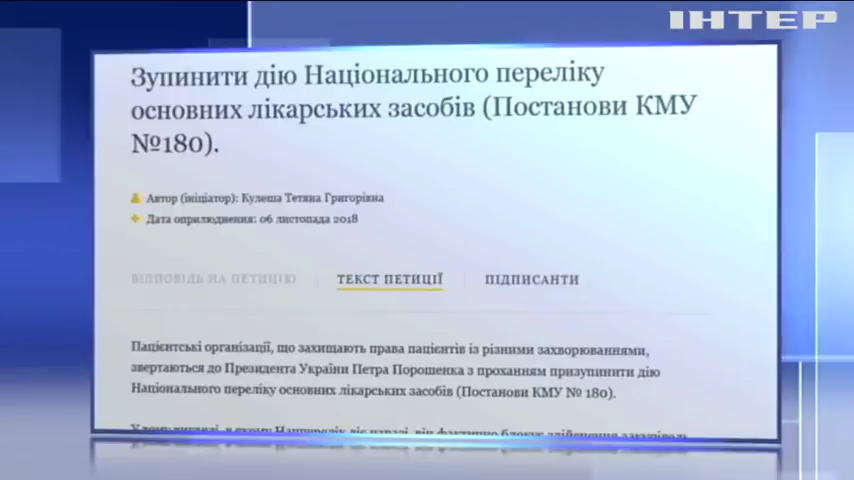 ІНТЕР
Зупинити дію Національного переліку
основних лікарських засобів (Постанови КМУ
№180).
Автор (ініціатор): Кулеша Тетяна Григорівна
Дата оприлюднення: 06 листопада 2018
ВІДПОВІДЬ НА ПЕТИЦІЮ ТЕКСТ ПЕТИЦІЇ ПІДПИСАНТИ
Пацієнтські організації, що захищають права пацієнтів із різними захворюваннями,
звертаються до Президента України Петра Порошенка з проханням призупинити дію
Національного переліку основних лікарських засобів (Постанови КМУ № 180).